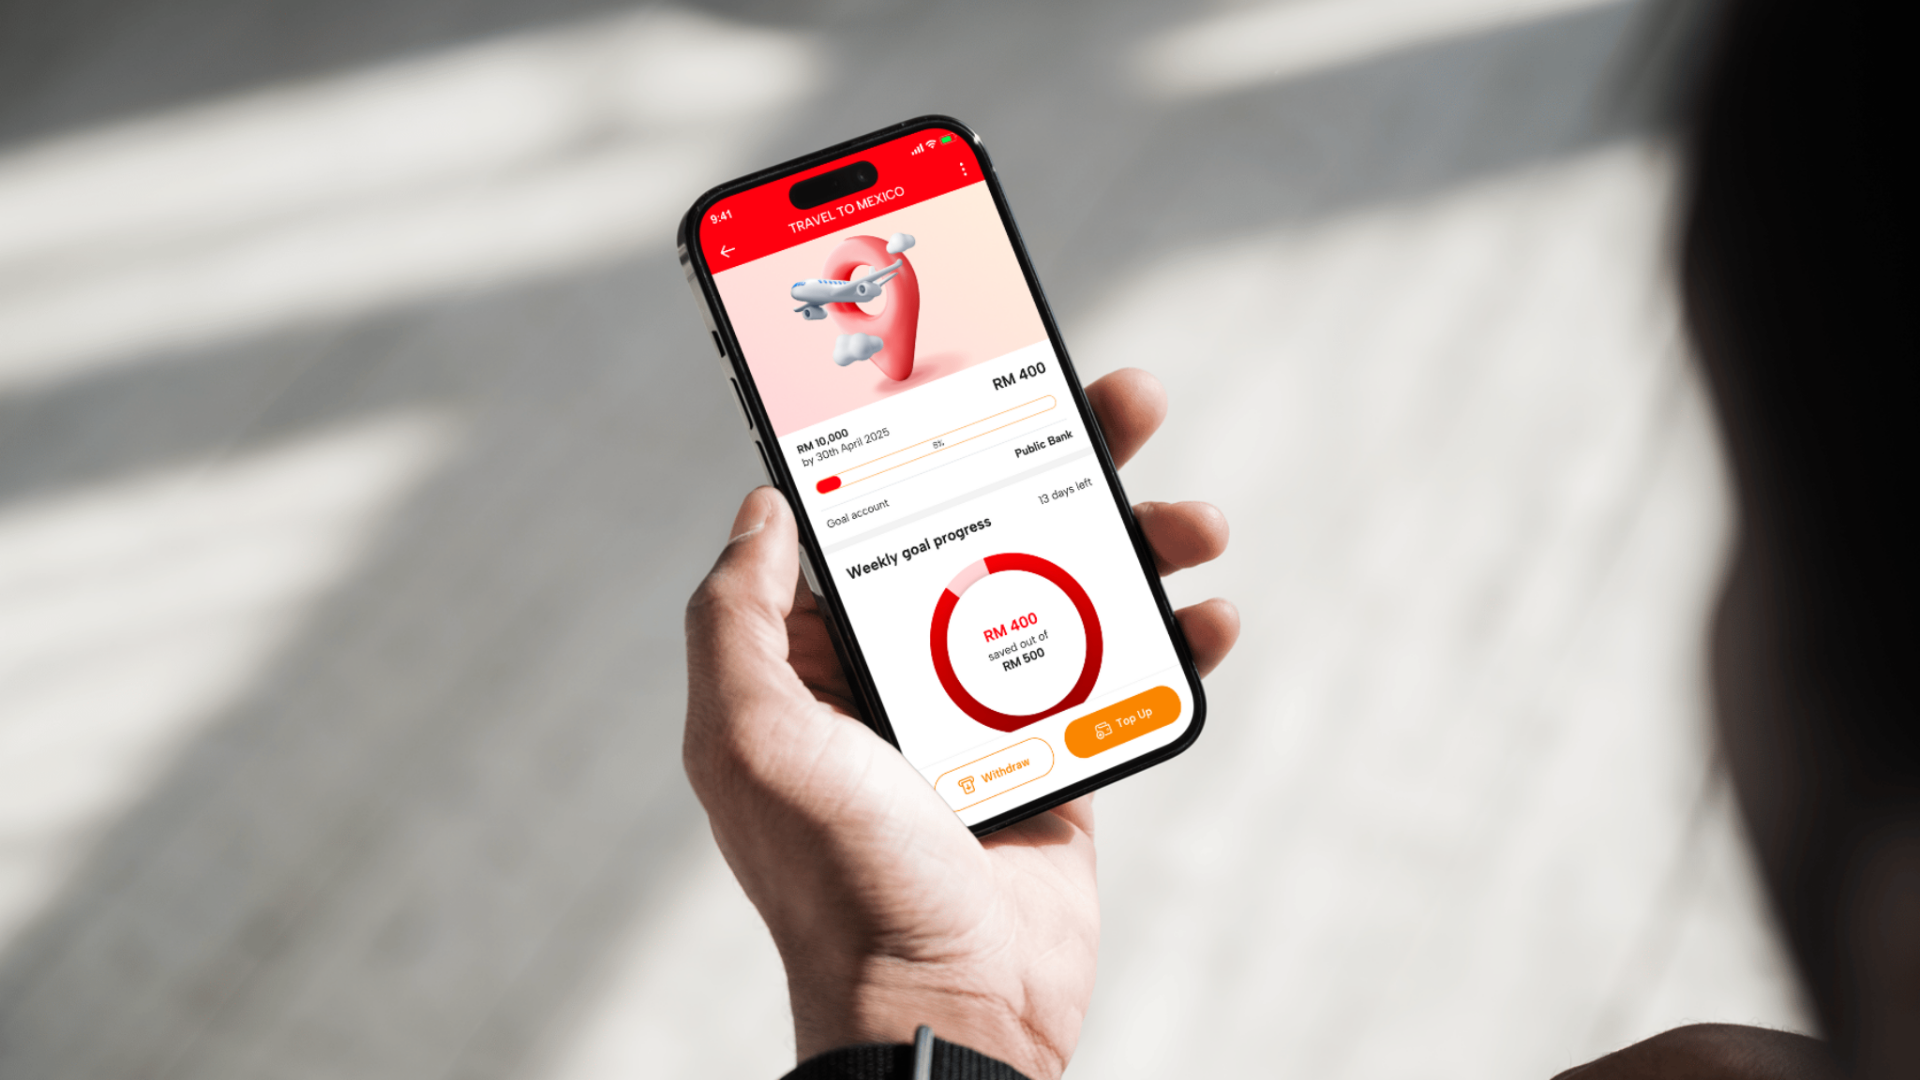 9:41
TRAVEL TO MEXICO
RM 400
RM 10,000
by 30th April 2025
Goal account
Public Bank
Weekly goal progress
13 days left
RM 400
saved out of
RM 500
Withdraw
Top Up